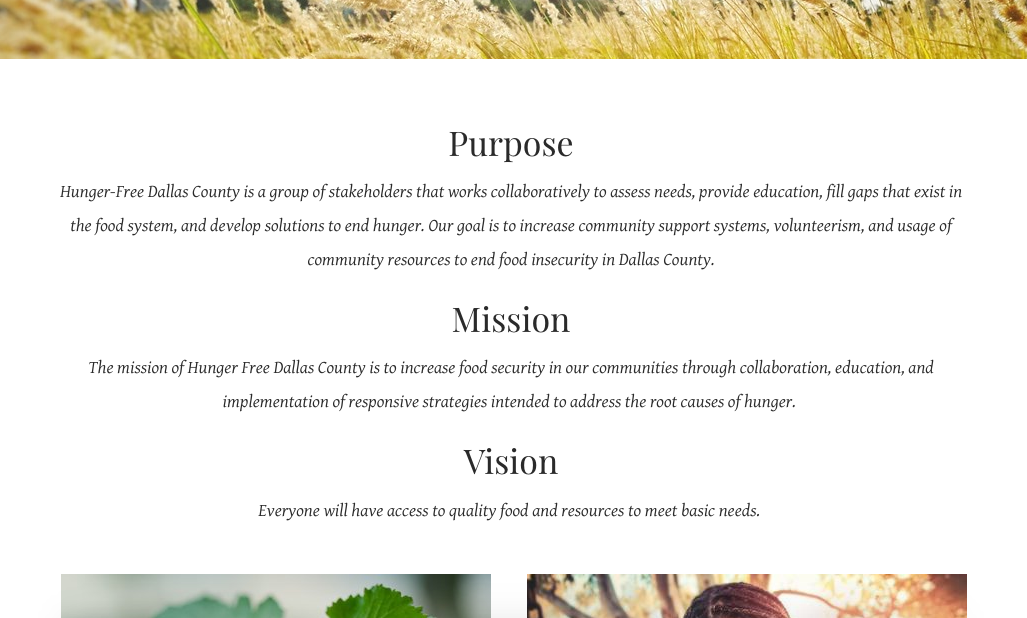 Purpose
Hunger-Free Dallas County is a group of stakeholders that works collaboratively to assess needs, provide education, fill gaps that exist in
the food system, and develop solutions to end hunger. Our goal is to increase community support systems, volunteerism, and usage of
community resources to end food insecurity in Dallas County.
Mission
The mission of Hunger Free Dallas County is to increase food security in our communities through collaboration, education, and
implementation of responsive strategies intended to address the root causes of hunger.
Vision
Everyone will have access to quality food and resources to meet basic needs.